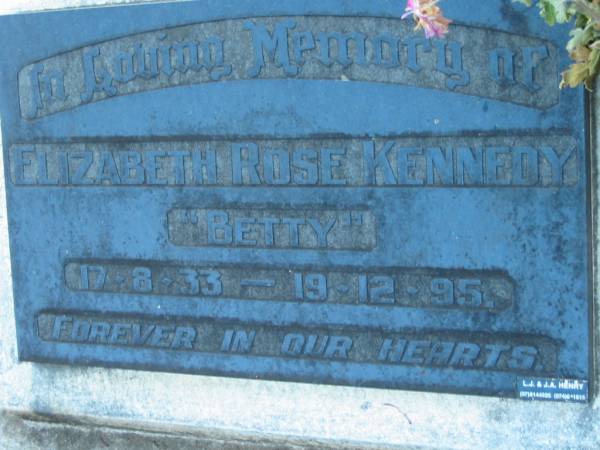 In Loving Memory of
ELIZABETH ROSE KENNEDY
"BETTY"
17·8·33 — 19·12·95.
FOREVER IN OUR HEARTS
L.J. & J.A. HENRY